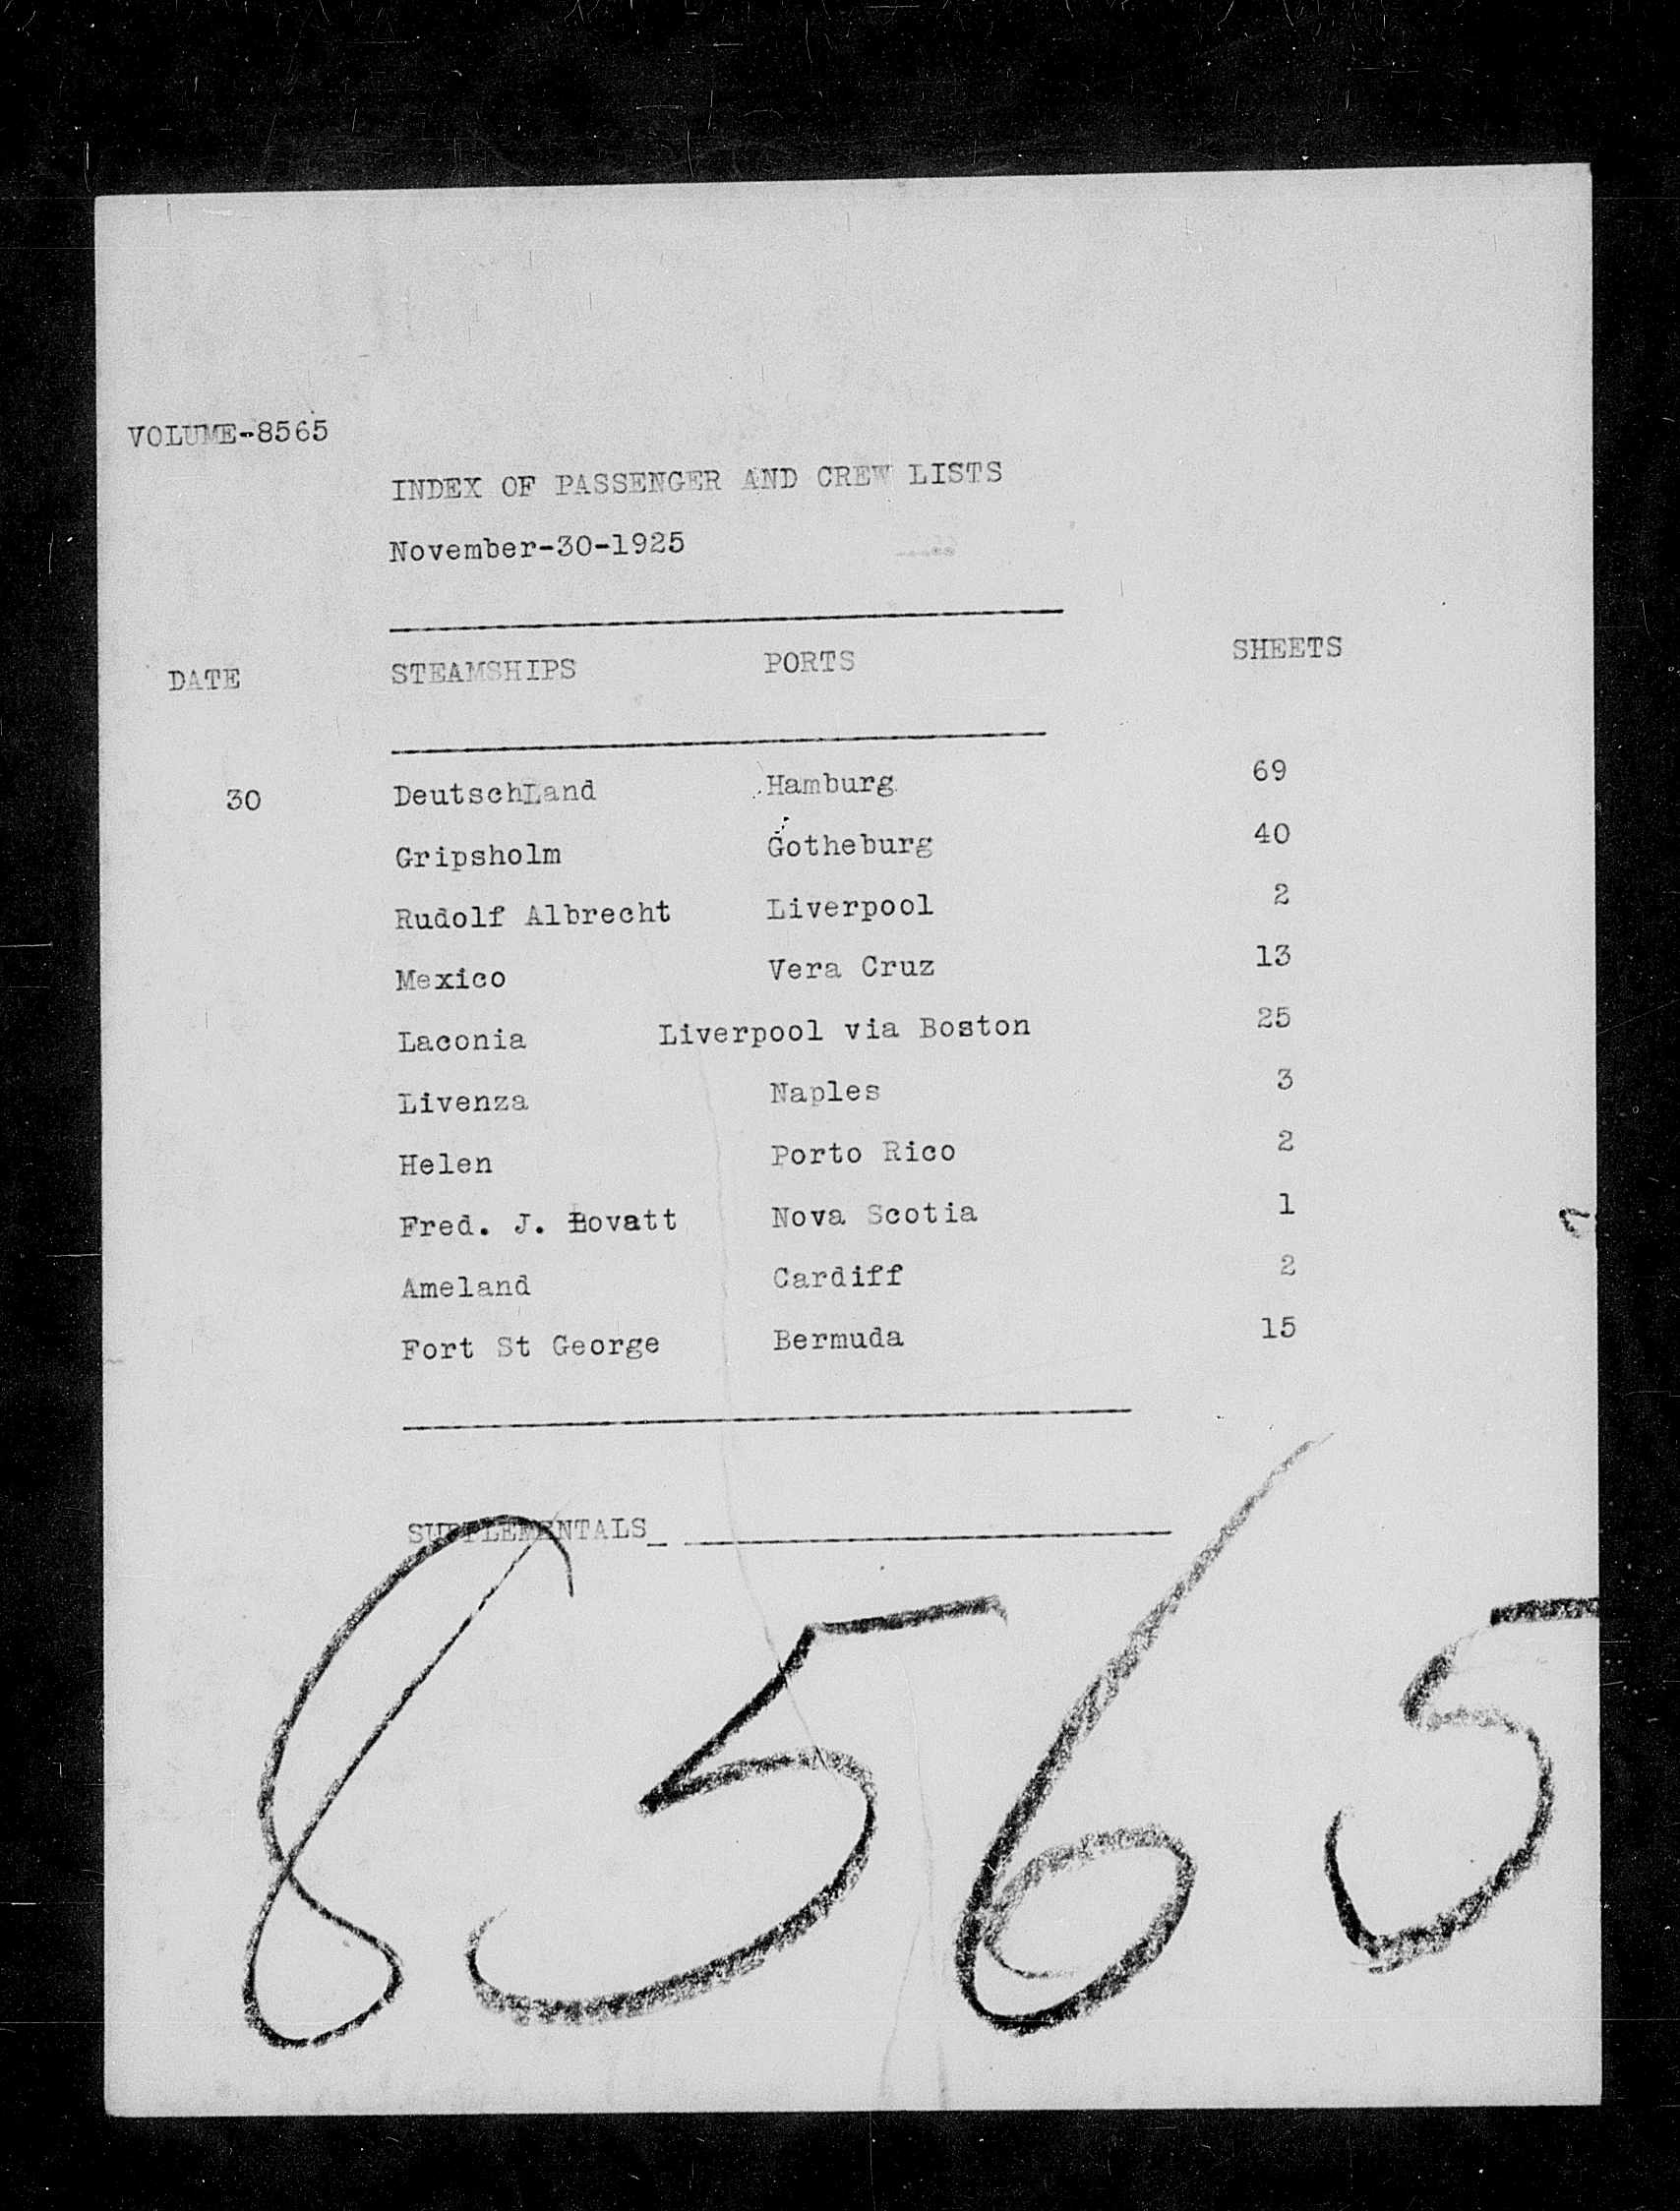 VOLUME-8565
INDEX OF PASSENGER AND CREW LISTS
November-30-1925
DATE STEAMSHIPS PORTS SHEETS
30 DeutschLand Hamburg 69
Gripsholm Gotheburg 40
Rudolf Albrecht Liverpool 2
Mexico Vera Cruz 13
Laconia Liverpool via Boston 25
Livenza Naples 3
Helen Porto Rico 2
Fred. J. Lovatt Nova Scotia 1
Ameland Cardiff 2
Fort St George Bermuda 15
SUPPLEMENTALS
8565